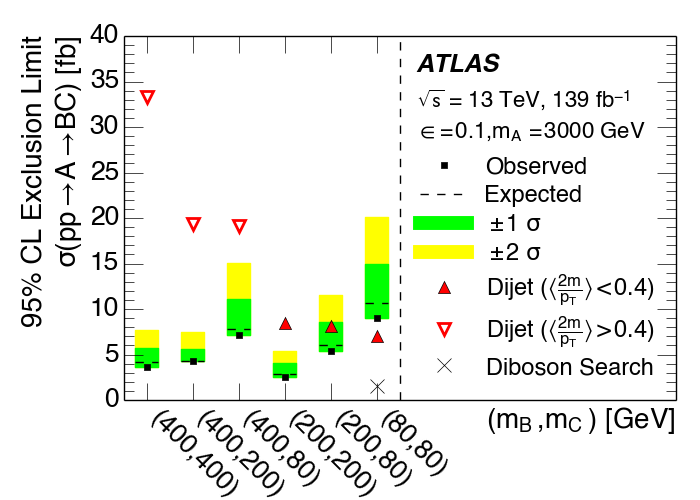 95% CL Exclusion Limit
σ(pp→A→BC) [fb]
40
35
30
25
20
15
10
5
0
ATLAS
√s = 13 TeV, 139 fb⁻¹
∈=0.1,m_A =3000 GeV
Observed
Expected
±1 σ
±2 σ
Dijet (⟨2m/p_T⟩<0.4)
Dijet (⟨2m/p_T⟩>0.4)
Diboson Search
(400,400)
(400,200)
(400,80)
(200,200)
(200,80)
(80,80)
(m_B,m_C) [GeV]